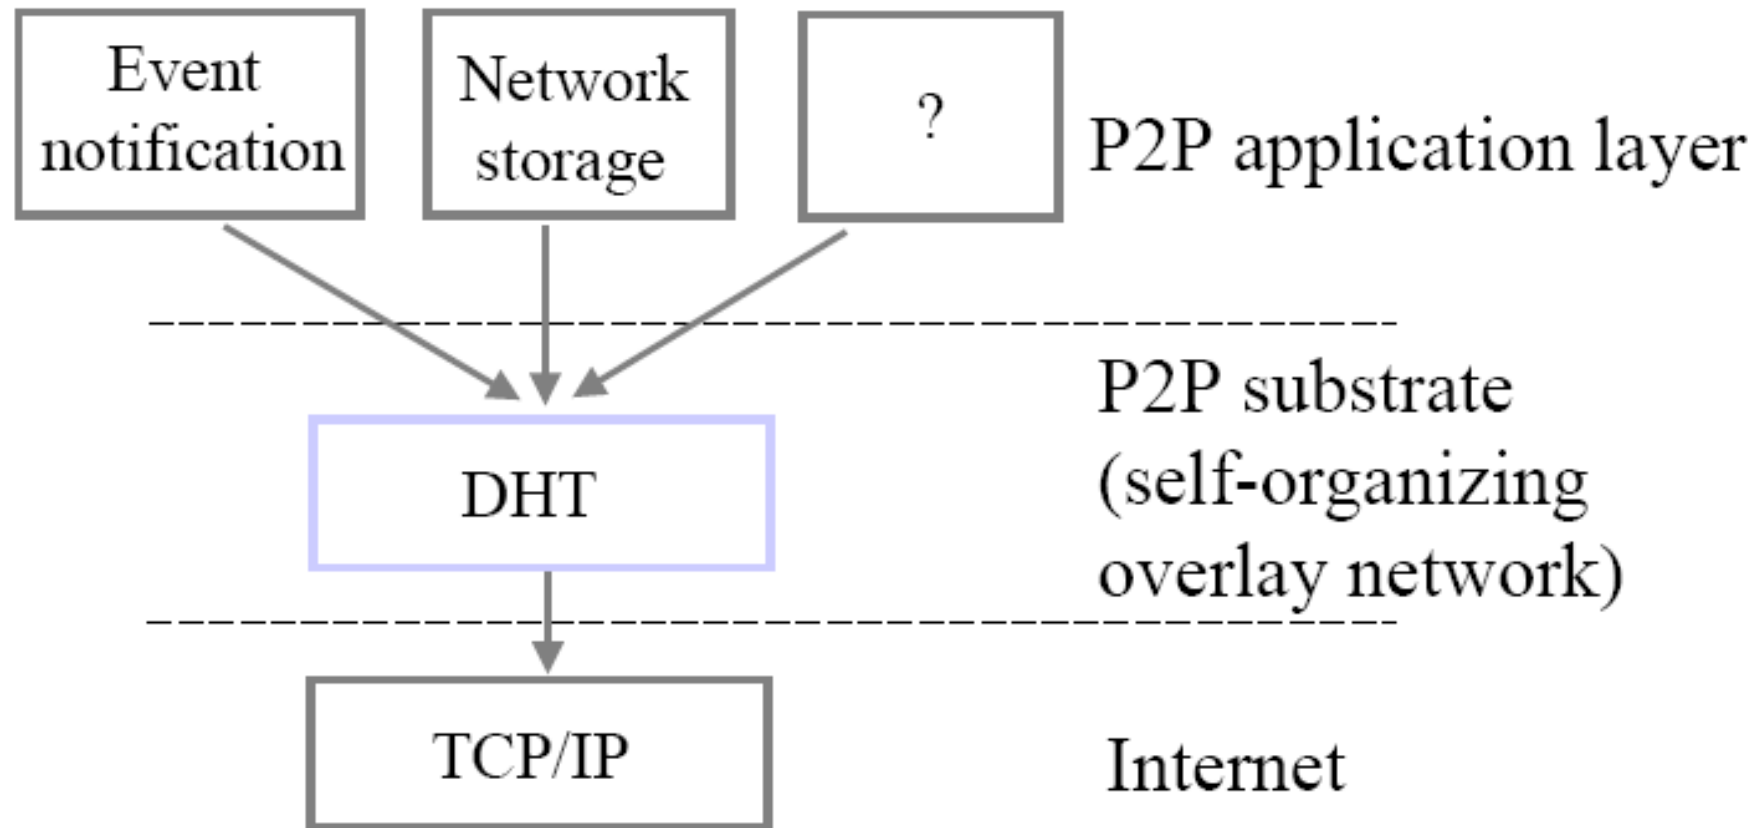 Event
notification
Network
storage
?
P2P application layer
P2P substrate
(self-organizing
overlay network)
DHT
TCP/IP
Internet